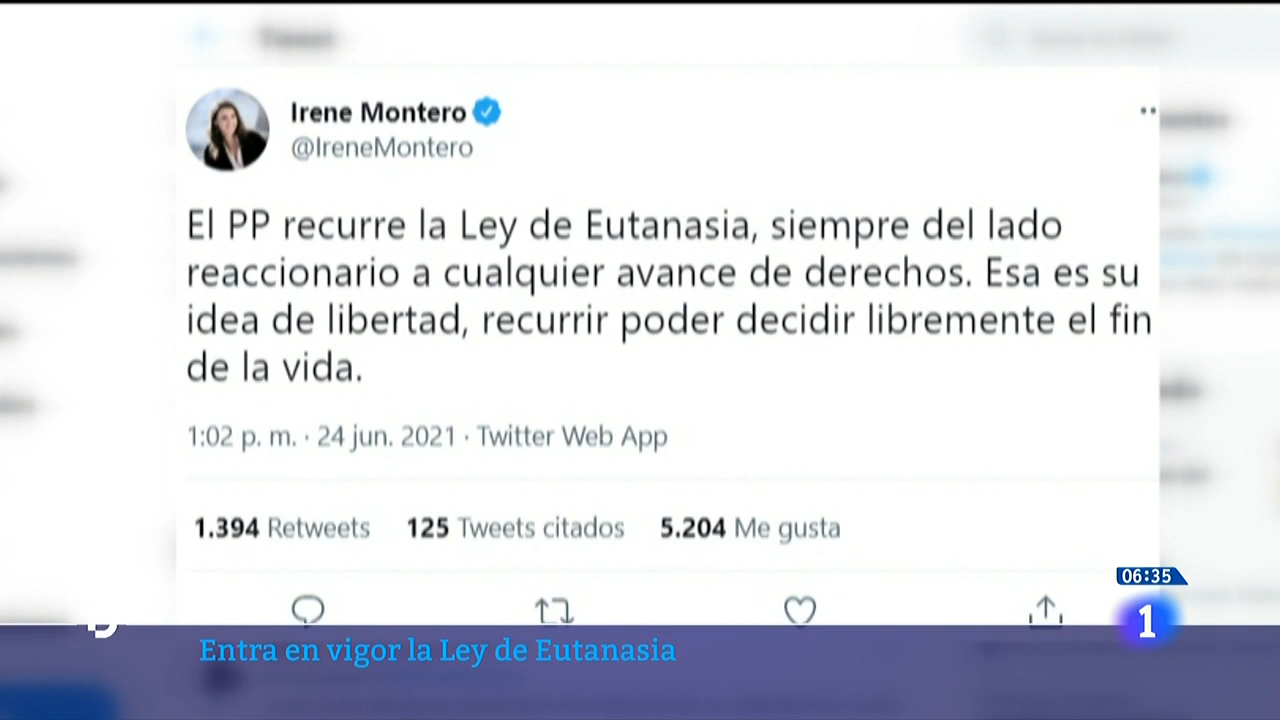 Irene Montero
@IreneMontero
El PP recurre la Ley de Eutanasia, siempre del lado
reaccionario a cualquier avance de derechos. Esa es su
idea de libertad, recurrir poder decidir libremente el fin
de la vida.
1:02 p. m. · 24 jun. 2021 · Twitter Web App
1.394 Retweets 125 Tweets citados 5.204 Me gusta
06:35
1
Entra en vigor la Ley de Eutanasia